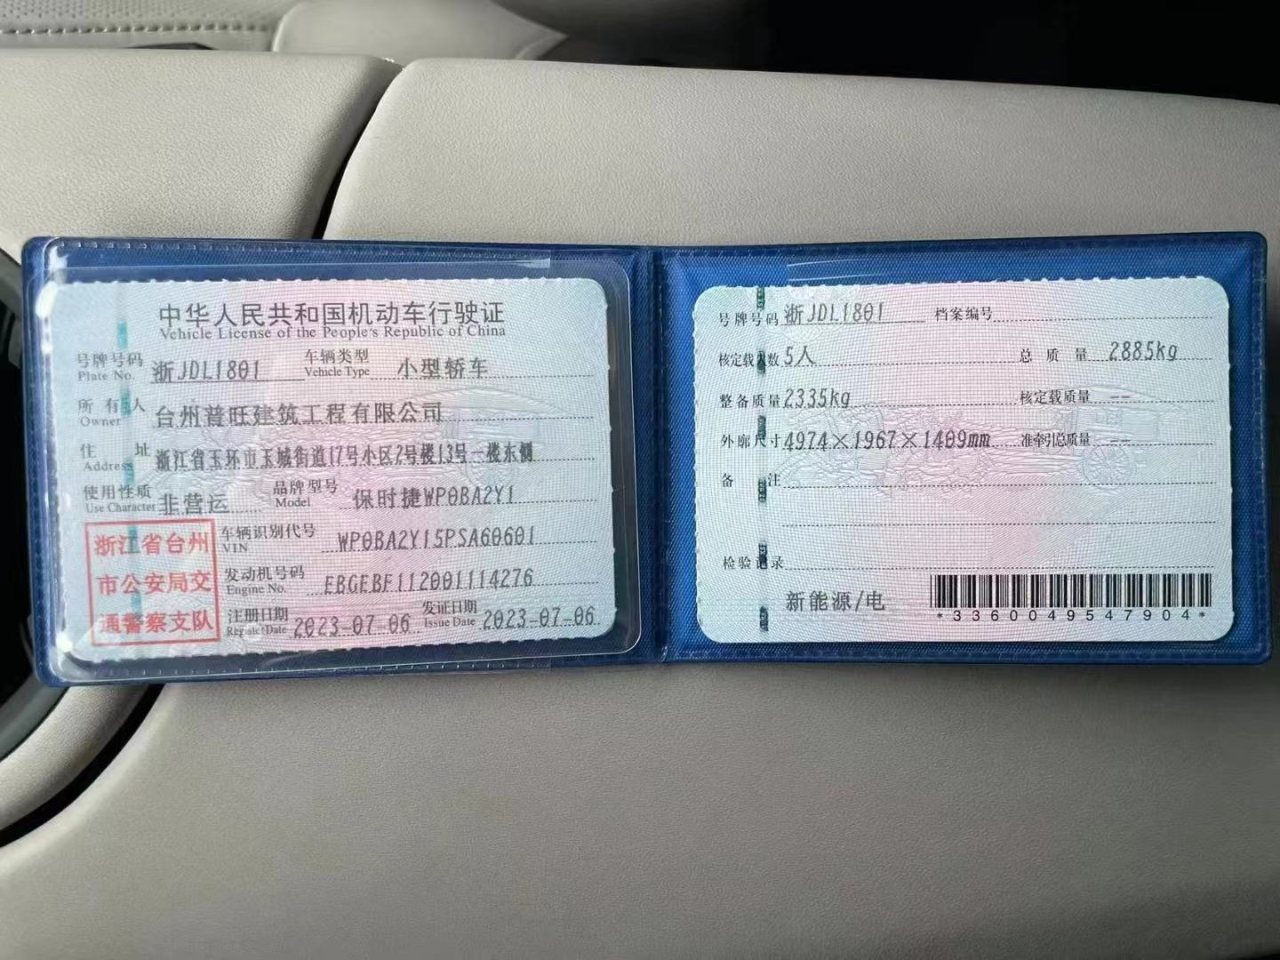 中华人民共和国机动车行驶证
Vehicle License of the People's Republic of China
号牌号码 浙JDL1801 车辆类型 小型轿车
Plate No. Vehicle Type
所有人 台州普旺建筑工程有限公司
Owner
住址 浙江省玉环市玉城街道17号小区2号楼13号一楼东侧
Address
使用性质 非营运 品牌型号 保时捷WP0BA2Y1
Use Character Model
浙江省台州
市公安局交
通警察支队
车辆识别代号 WP0BA2Y15PSA60601
VIN
发动机号码 EBGEBF112001114276
Engine No.
注册日期 2023-07-06 发证日期 2023-07-06
Register Date Issue Date
号牌号码 浙JDL1801 档案编号
核定载人数 5人 总质量 2885kg
整备质量 2335kg 核定载质量 --
外廓尺寸 4974×1967×1409mm 准牵引总质量 --
备注
检验记录
新能源/电
*3360049547904*